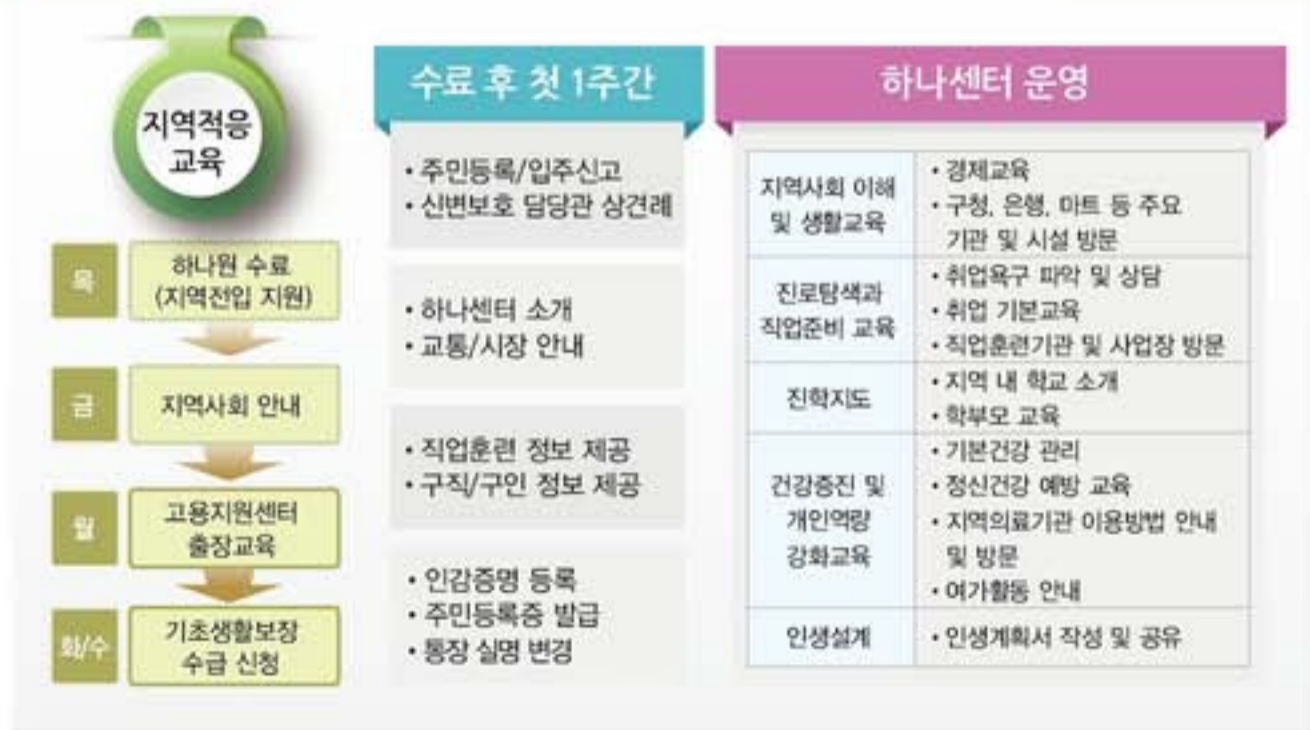 지역적응
교육
목
하나원 수료
(지역전입 지원)
금
지역사회 안내
월
고용지원센터
출장교육
화/수
기초생활보장
수급 신청
수료 후 첫 1주간
• 주민등록/입주신고
• 신변보호 담당관 상견례
• 하나센터 소개
• 교통/시장 안내
• 직업훈련 정보 제공
• 구직/구인 정보 제공
• 인감증명 등록
• 주민등록증 발급
• 통장 실명 변경
하나센터 운영
지역사회 이해
및 생활교육
• 경제교육
• 구청, 은행, 마트 등 주요
기관 및 시설 방문
진로탐색과
직업준비 교육
• 취업욕구 파악 및 상담
• 취업 기본교육
• 직업훈련기관 및 사업장 방문
진학지도
• 지역 내 학교 소개
• 학부모 교육
건강증진 및
개인역량
강화교육
• 기본건강 관리
• 정신건강 예방 교육
• 지역의료기관 이용방법 안내
및 방문
• 여가활동 안내
인생설계
• 인생계획서 작성 및 공유